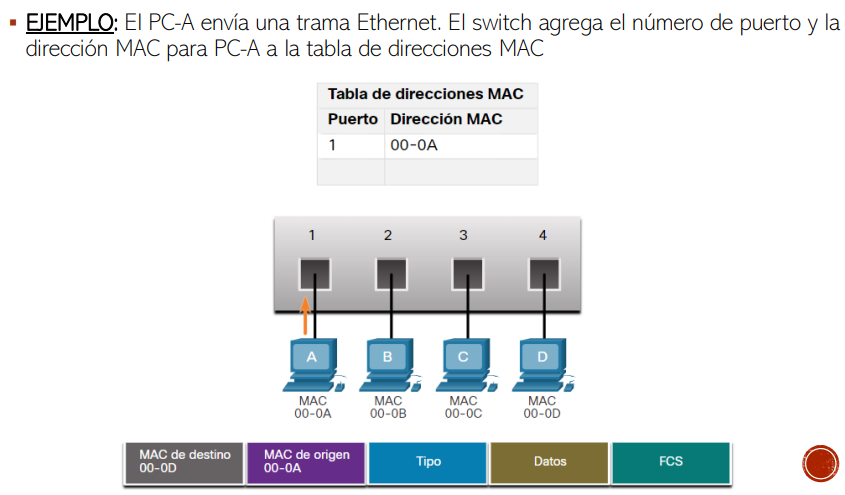 ▪ EJEMPLO: El PC-A envía una trama Ethernet. El switch agrega el número de puerto y la
dirección MAC para PC-A a la tabla de direcciones MAC
Tabla de direcciones MAC
Puerto Dirección MAC
1 00-0A
1 2 3 4
A B C D
MAC MAC MAC MAC
00-0A 00-0B 00-0C 00-0D
MAC de destino MAC de origen Tipo Datos FCS
00-0D 00-0A